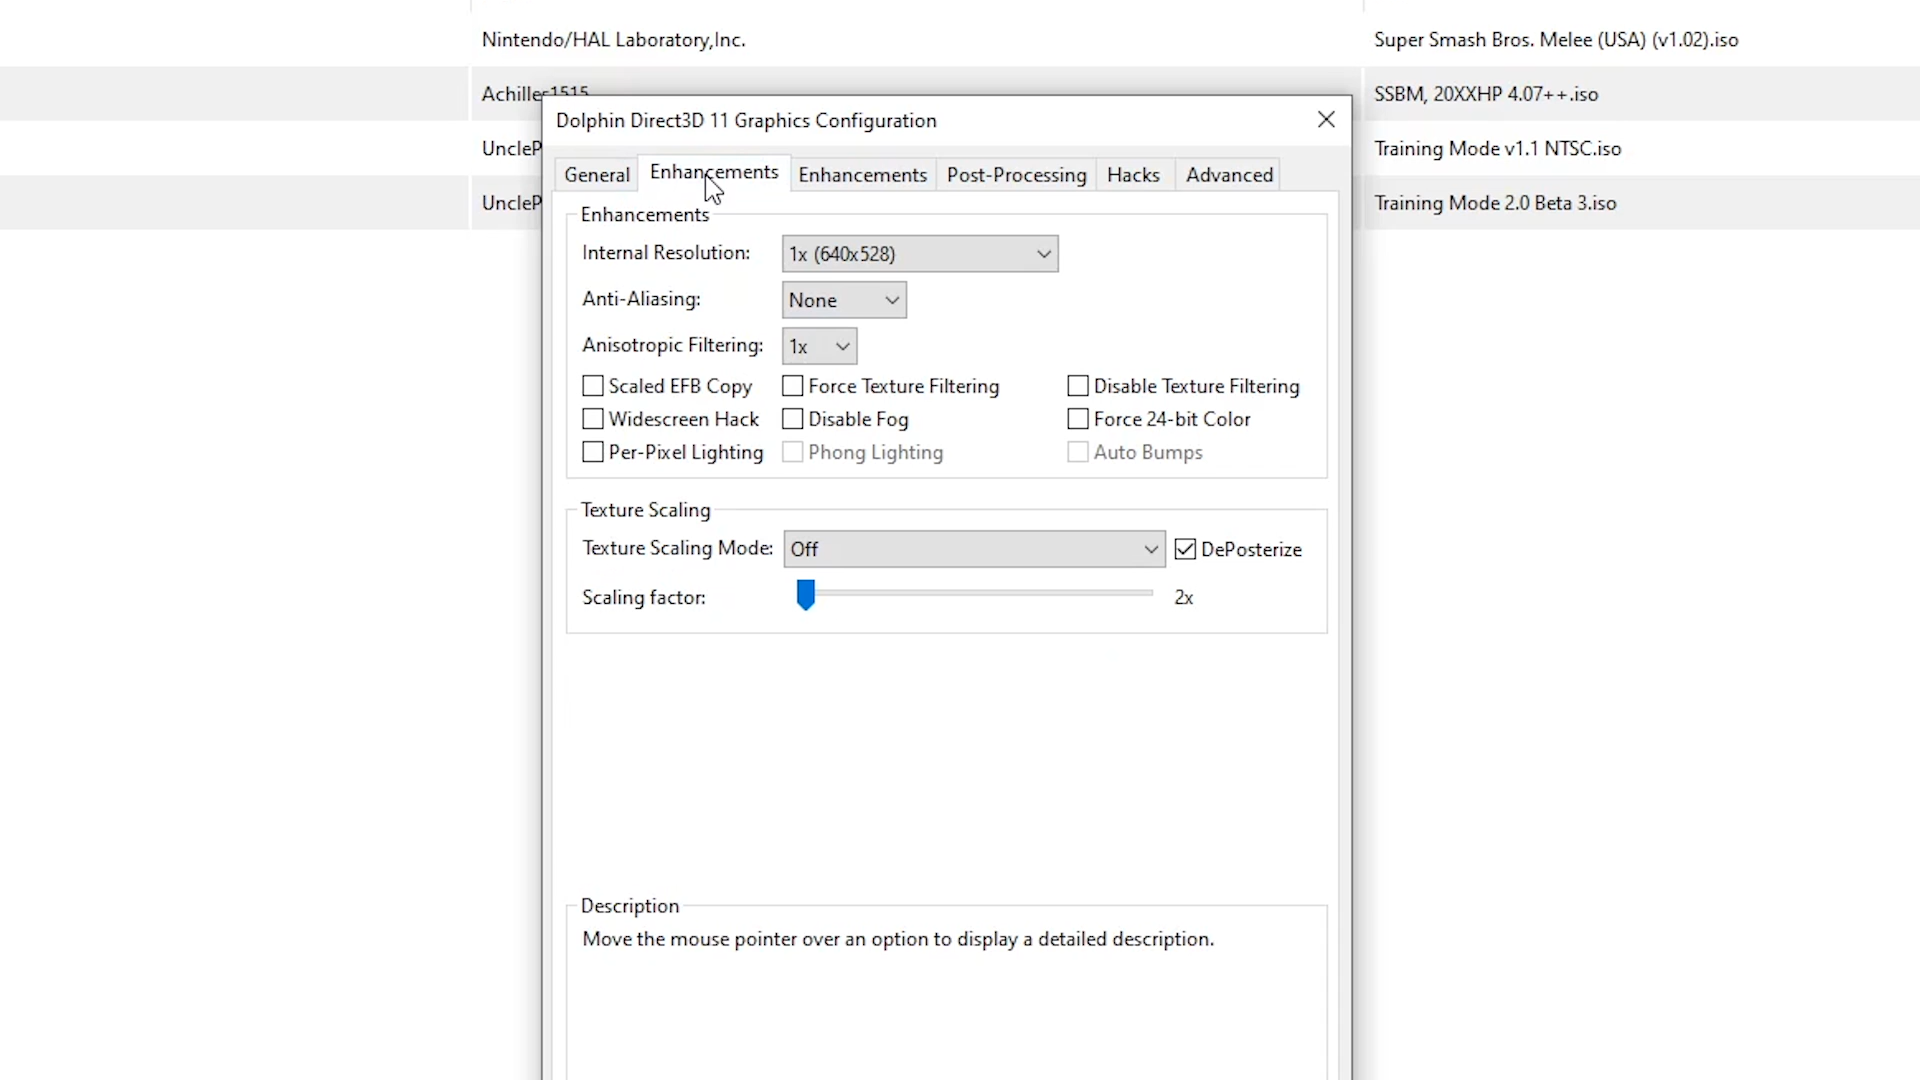 Nintendo/HAL Laboratory,Inc.
Super Smash Bros. Melee (USA) (v1.02).iso
Achilles1515
SSBM, 20XXHP 4.07++.iso
UncleP
Training Mode v1.1 NTSC.iso
UncleP
Training Mode 2.0 Beta 3.iso
Dolphin Direct3D 11 Graphics Configuration
General Enhancements Enhancements Post-Processing Hacks Advanced
Enhancements
Internal Resolution: 1x (640x528)
Anti-Aliasing: None
Anisotropic Filtering: 1x
Scaled EFB Copy Force Texture Filtering Disable Texture Filtering
Widescreen Hack Disable Fog Force 24-bit Color
Per-Pixel Lighting Phong Lighting Auto Bumps
Texture Scaling
Texture Scaling Mode: Off DePosterize
Scaling factor: 2x
Description
Move the mouse pointer over an option to display a detailed description.